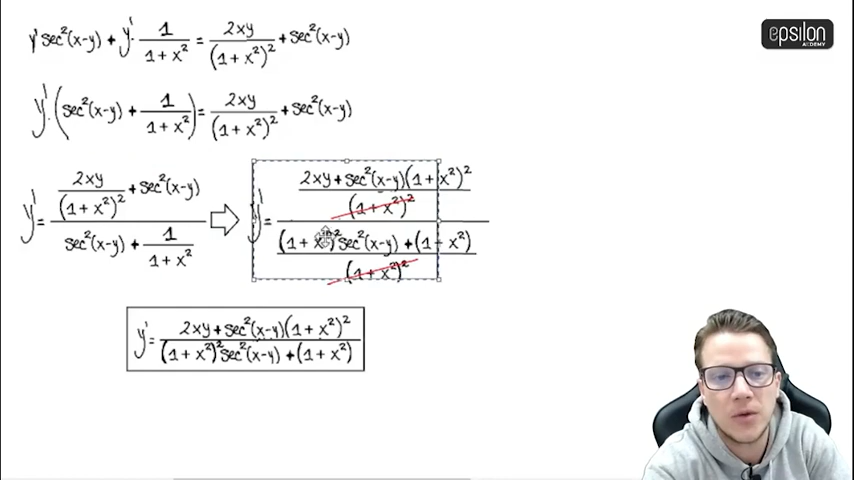 epsilon
ACADEMY
y' sec²(x-y) + y' · 1/(1+x²) = 2xy/(1+x²)² + sec²(x-y)
y' · (sec²(x-y) + 1/(1+x²)) = 2xy/(1+x²)² + sec²(x-y)
y' = (2xy/(1+x²)² + sec²(x-y))/(sec²(x-y) + 1/(1+x²)) ⇨ y' = ((2xy + sec²(x-y)(1+x²)²)/(1+x²)²)/(((1+x²)² sec²(x-y) + (1+x²))/(1+x²)²)
y' = (2xy + sec²(x-y)(1+x²)²)/((1+x²)² sec²(x-y) + (1+x²))